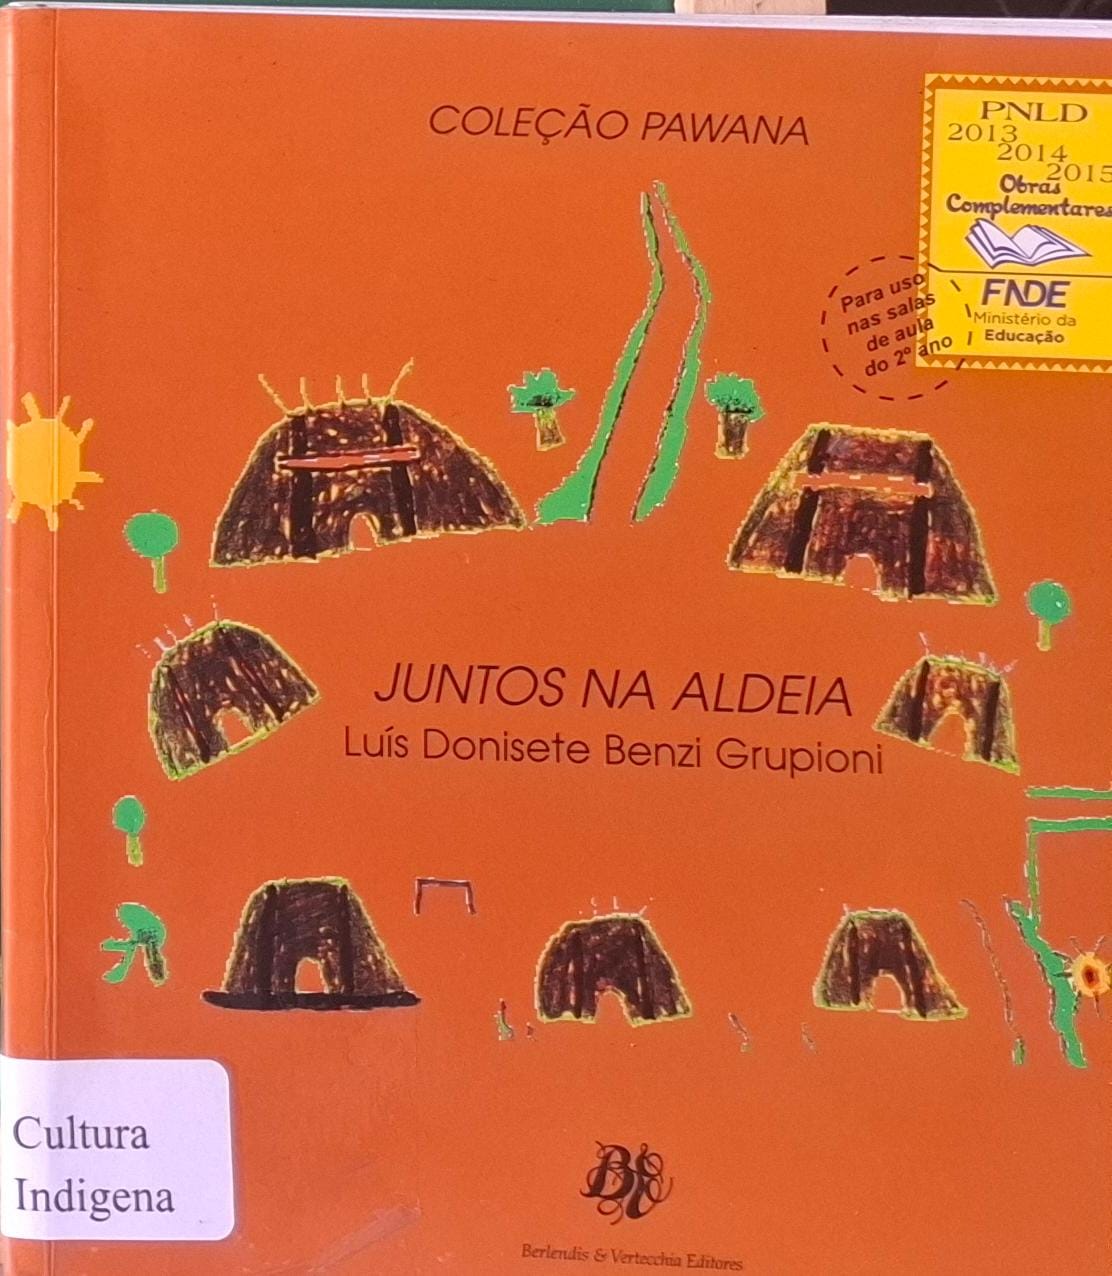 COLEÇÃO PAWANA
PNLD
2013
2014
2015
Obras
Complementares
FNDE
Ministério da
Educação
Para uso
nas salas
de aula
do 2º ano
JUNTOS NA ALDEIA
Luís Donisete Benzi Grupioni
Cultura
Indigena
Berlendis & Vertecchia Editores